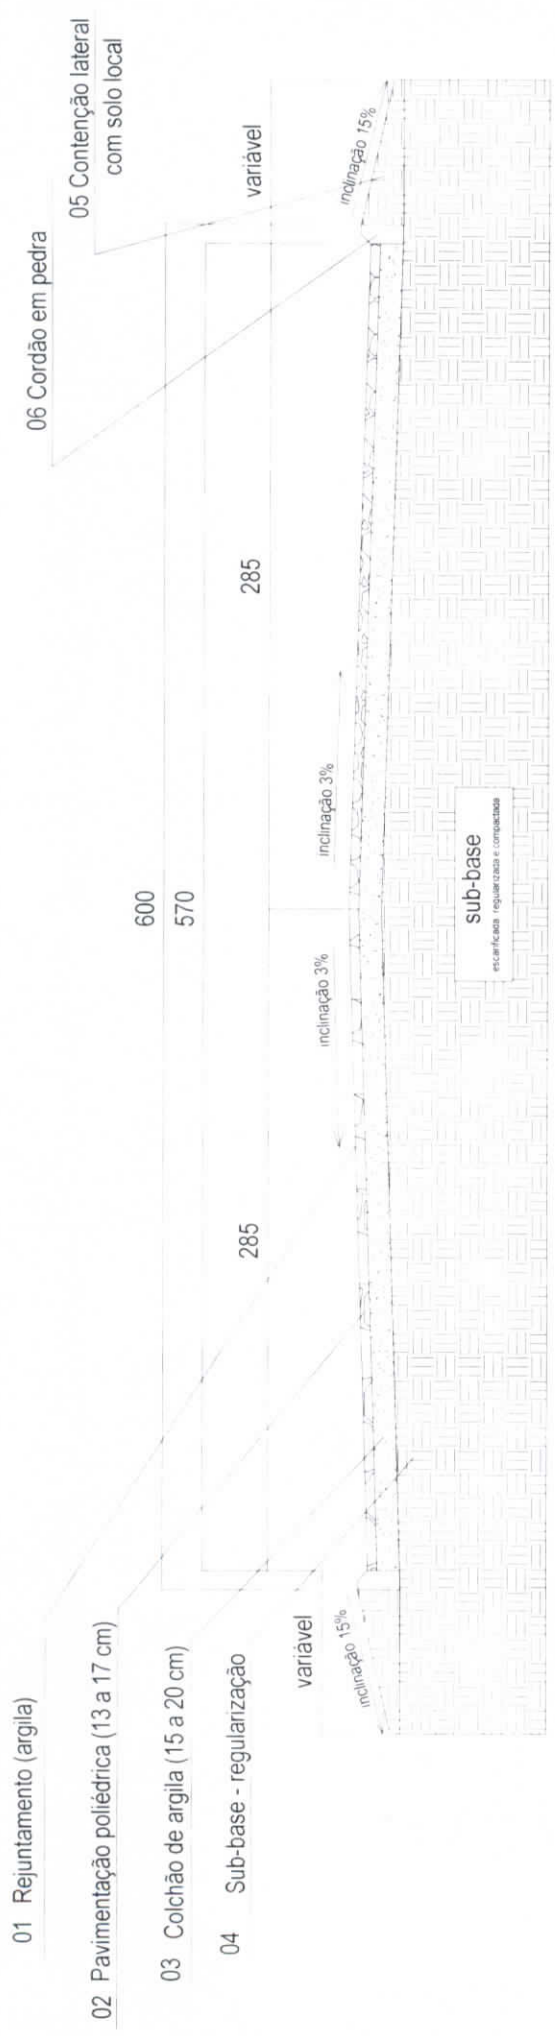 01 Rejuntamento (argila)
02 Pavimentação poliédrica (13 a 17 cm)
03 Colchão de argila (15 a 20 cm)
04 Sub-base - regularização
variável
inclinação 15%
600
570
285
285
inclinação 3%
inclinação 3%
sub-base
escarificada regularizada e compactada
06 Cordão em pedra
05 Contenção lateral
com solo local
variável
inclinação 15%